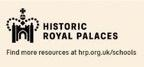 HISTORIC
ROYAL PALACES
Find more resources at hrp.org.uk/schools